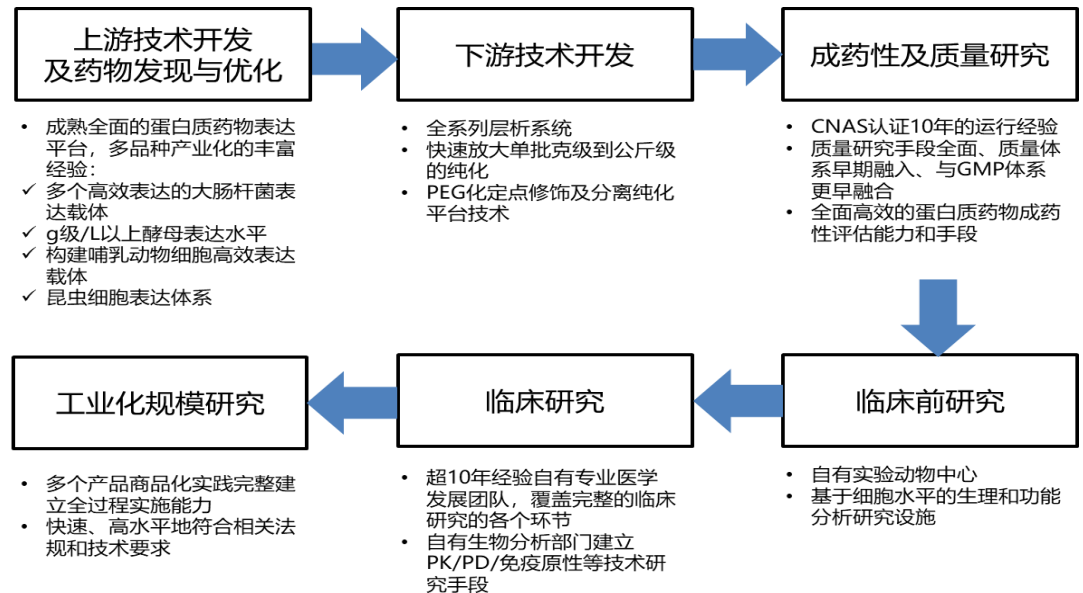 上游技术开发
及药物发现与优化
• 成熟全面的蛋白质药物表达
平台，多品种产业化的丰富
经验：
✓ 多个高效表达的大肠杆菌表
达载体
✓ g级/L以上酵母表达水平
✓ 构建哺乳动物细胞高效表达
载体
✓ 昆虫细胞表达体系
下游技术开发
• 全系列层析系统
• 快速放大单批克级到公斤级
的纯化
• PEG化定点修饰及分离纯化
平台技术
成药性及质量研究
• CNAS认证10年的运行经验
• 质量研究手段全面、质量体
系早期融入、与GMP体系
更早融合
• 全面高效的蛋白质药物成药
性评估能力和手段
临床前研究
• 自有实验动物中心
• 基于细胞水平的生理和功能
分析研究设施
临床研究
• 超10年经验自有专业医学
发展团队，覆盖完整的临床
研究的各个环节
• 自有生物分析部门建立
PK/PD/免疫原性等技术研
究手段
工业化规模研究
• 多个产品商品化实践完整建
立全过程实施能力
• 快速、高水平地符合相关法
规和技术要求